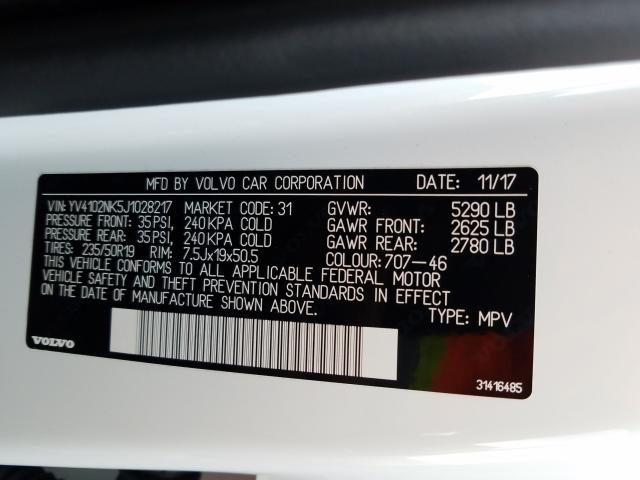 MFD BY VOLVO CAR CORPORATION DATE: 11/17
VIN: YV4102NK5J1028217 MARKET CODE: 31 GVWR: 5290 LB
PRESSURE FRONT: 35 PSI, 240 KPA COLD GAWR FRONT: 2625 LB
PRESSURE REAR: 35 PSI, 240 KPA COLD GAWR REAR: 2780 LB
TIRES: 235/50R19 RIM: 7.5Jx19x50.5 COLOUR: 707-46
THIS VEHICLE CONFORMS TO ALL APPLICABLE FEDERAL MOTOR
VEHICLE SAFETY AND THEFT PREVENTION STANDARDS IN EFFECT
ON THE DATE OF MANUFACTURE SHOWN ABOVE. TYPE: MPV
VOLVO 31416485